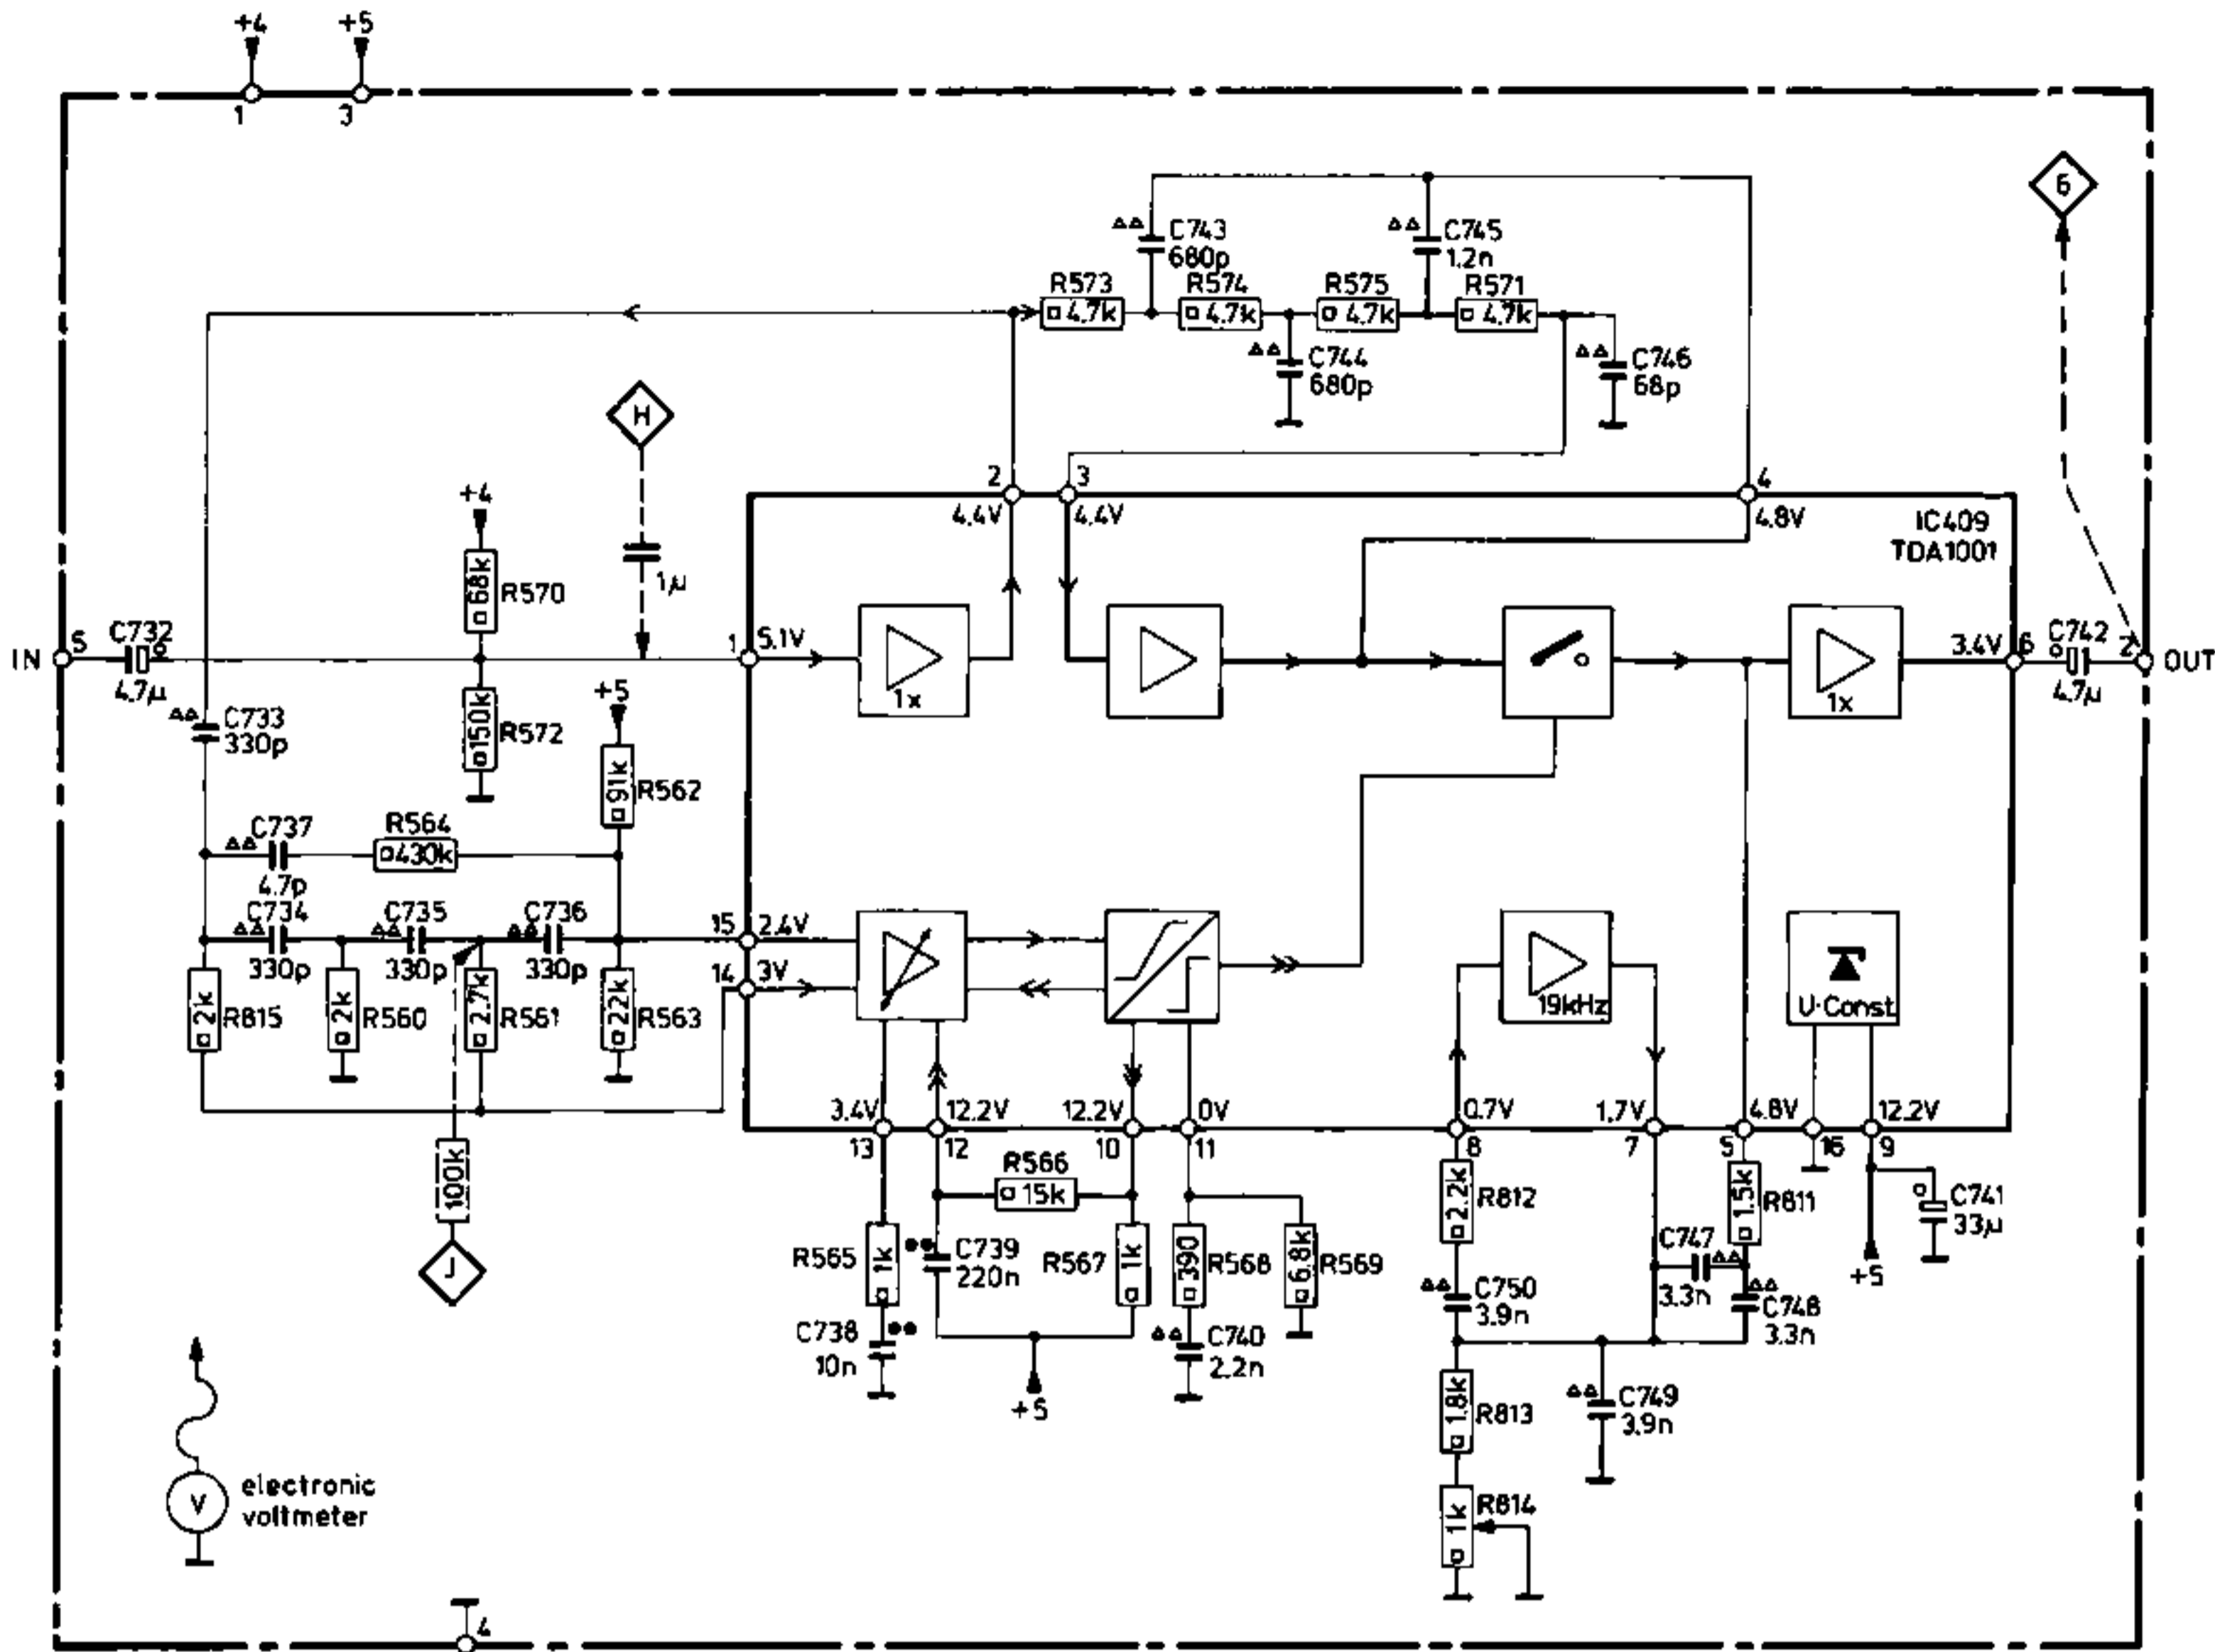 +4
+5
1
3
6
C743
680p
C745
1.2n
R573
R574
R575
R571
4.7k
4.7k
4.7k
4.7k
C744
680p
C746
68p
H
+4
2
3
4
4.4V
4.4V
4.8V
IC409
TDA1001
68k
R570
1µ
IN
5
C732
4.7µ
1
5.1V
1x
1x
3.4V
6
C742
4.7µ
2
OUT
+5
C733
330p
150k
R572
91k
R562
C737
4.7p
R564
430k
C734
330p
C735
330p
C736
330p
15
2.4V
14
3V
19kHz
U-Const
2k
R815
2k
R560
2.7k
R561
22k
R563
3.4V
12.2V
12.2V
0V
0.7V
1.7V
4.8V
12.2V
13
12
10
11
8
7
5
16
9
100k
J
R566
15k
R565
1k
C739
220n
R567
1k
390
R568
6.8k
R569
2.2k
R812
1.5k
R811
C747
3.3n
C741
33µ
+5
C738
10n
C740
2.2n
C750
3.9n
C748
3.3n
+5
1.8k
R813
C749
3.9n
V
electronic
voltmeter
1k
R814
4